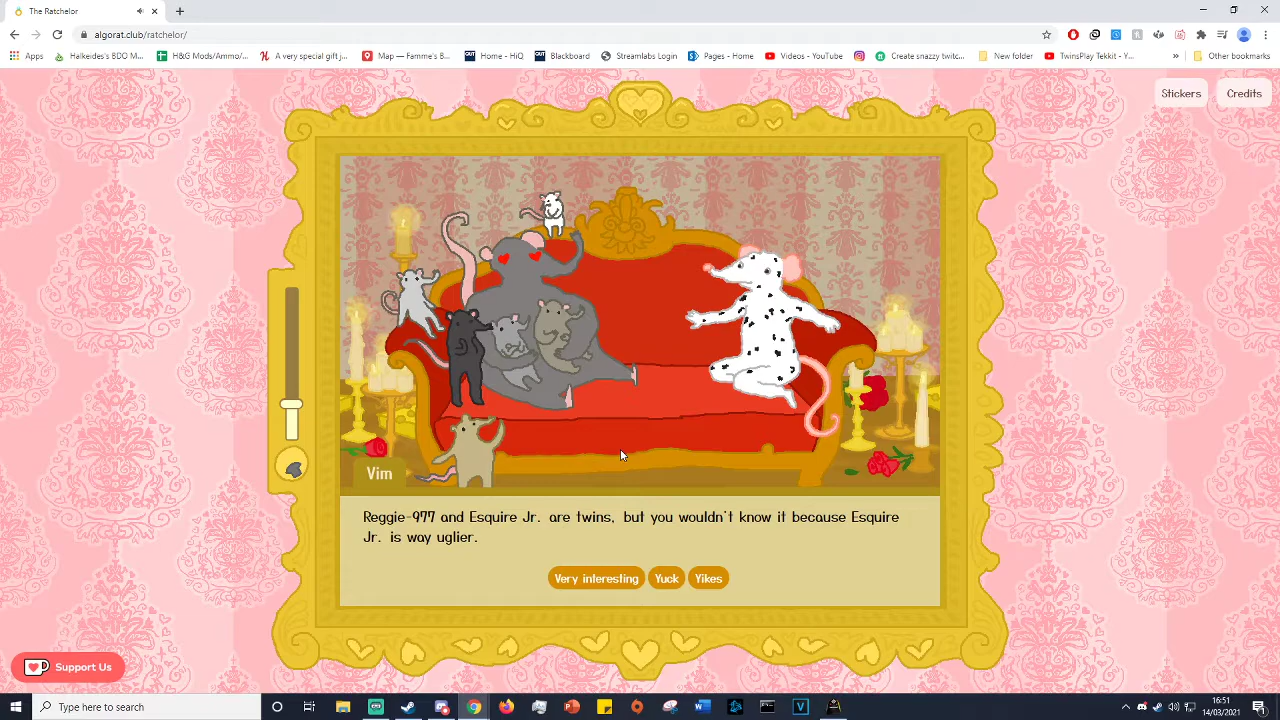 The Ratchelor
algorat.club/ratchelor/
Apps
Halkeides's BDO M...
H&G Mods/Ammo/...
A very special gift j...
Map — Famme's B...
Home - HiQ
OUT
Blackboard
Streamlabs Login
Pages - Home
Videos - YouTube
Create snazzy twitc...
New folder
TwinsPlay Tekkit - Y...
»
Other bookmarks
Stickers
Credits
Vim
Reggie-977 and Esquire Jr. are twins, but you wouldn't know it because Esquire
Jr. is way uglier.
Very interesting
Yuck
Yikes
Support Us
Type here to search
16:51
14/03/2021